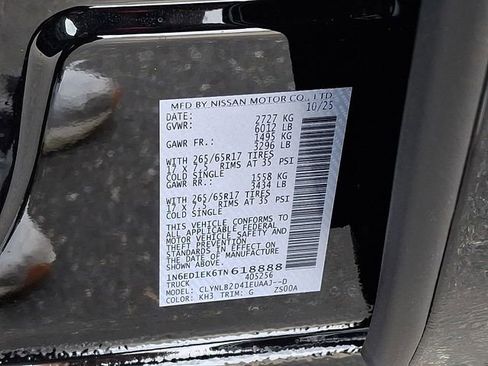 MFD BY NISSAN MOTOR CO., LTD.
DATE: 10/25
GVWR: 2727 KG
6012 LB
GAWR FR: 1495 KG
3296 LB
WITH 265/65R17 TIRES
17 X 7.5 RIMS AT 35 PSI
COLD SINGLE
GAWR RR: 1558 KG
3434 LB
WITH 265/65R17 TIRES
17 X 7.5 RIMS AT 35 PSI
COLD SINGLE
THIS VEHICLE CONFORMS TO
ALL APPLICABLE FEDERAL
MOTOR VEHICLE SAFETY AND
THEFT PREVENTION
STANDARDS IN EFFECT ON
THE DATE OF MANUFACTURE
SHOWN ABOVE.
1N6ED1EK6TN618888
TRUCK 405256
MODEL: CLYNLB2D41EUAAJ--D
COLOR: KH3 TRIM: G ZS00A